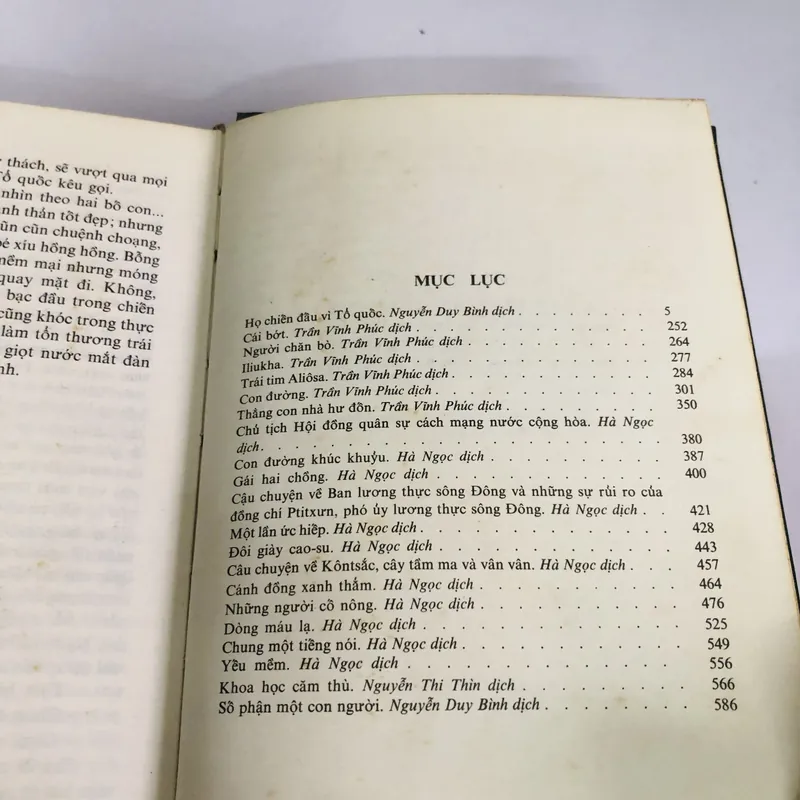 thách, sẽ vượt qua mọi
Tổ quốc kêu gọi.
nhìn theo hai bố con...
thần tốt đẹp; nhưng
cũn cũn chuệnh choạng,
bé xíu hồng hồng. Bỗng
mềm mại nhưng móng
quay mặt đi. Không,
bạc đầu trong chiến
cũng khóc trong thực
làm tổn thương trái
giọt nước mắt đàn
MỤC LỤC
Họ chiến đấu vì Tổ quốc. Nguyễn Duy Bình dịch . . . . . . . . 5
Cái bớt. Trần Vĩnh Phúc dịch . . . . . . . . . . . . . 252
Người chăn bò. Trần Vĩnh Phúc dịch . . . . . . . . . . 264
Iliukha. Trần Vĩnh Phúc dịch . . . . . . . . . . . . . 277
Trái tim Aliôsa. Trần Vĩnh Phúc dịch . . . . . . . . . . . 284
Con đường. Trần Vĩnh Phúc dịch . . . . . . . . . . . . 301
Thằng con nhà hư đốn. Trần Vĩnh Phúc dịch . . . . . . . . 350
Chủ tịch Hội đồng quân sự cách mạng nước cộng hòa. Hà Ngọc
dịch. . . . . . . . . . . . . . . . . . . . 380
Con đường khúc khuỷu. Hà Ngọc dịch . . . . . . . . . 387
Gái hai chồng. Hà Ngọc dịch . . . . . . . . . . . . 400
Câu chuyện về Ban lương thực sông Đông và những sự rủi ro của
đồng chí Ptitxưn, phó ủy lương thực sông Đông. Hà Ngọc dịch . . 421
Một lần ức hiếp. Hà Ngọc dịch . . . . . . . . . . . . 428
Đôi giày cao-su. Hà Ngọc dịch . . . . . . . . . . . . 443
Câu chuyện về Kôntsắc, cây tầm ma và vân vân. Hà Ngọc dịch . . . 457
Cánh đồng xanh thắm. Hà Ngọc dịch . . . . . . . . . . 464
Những người cố nông. Hà Ngọc dịch . . . . . . . . . . 476
Dòng máu lạ. Hà Ngọc dịch . . . . . . . . . . . . . 525
Chung một tiếng nói. Hà Ngọc dịch . . . . . . . . . . . 549
Yếu mềm. Hà Ngọc dịch . . . . . . . . . . . . . . 556
Khoa học căm thù. Nguyễn Thi Thìn dịch . . . . . . . . . 566
Số phận một con người. Nguyễn Duy Bình dịch . . . . . . . . 586